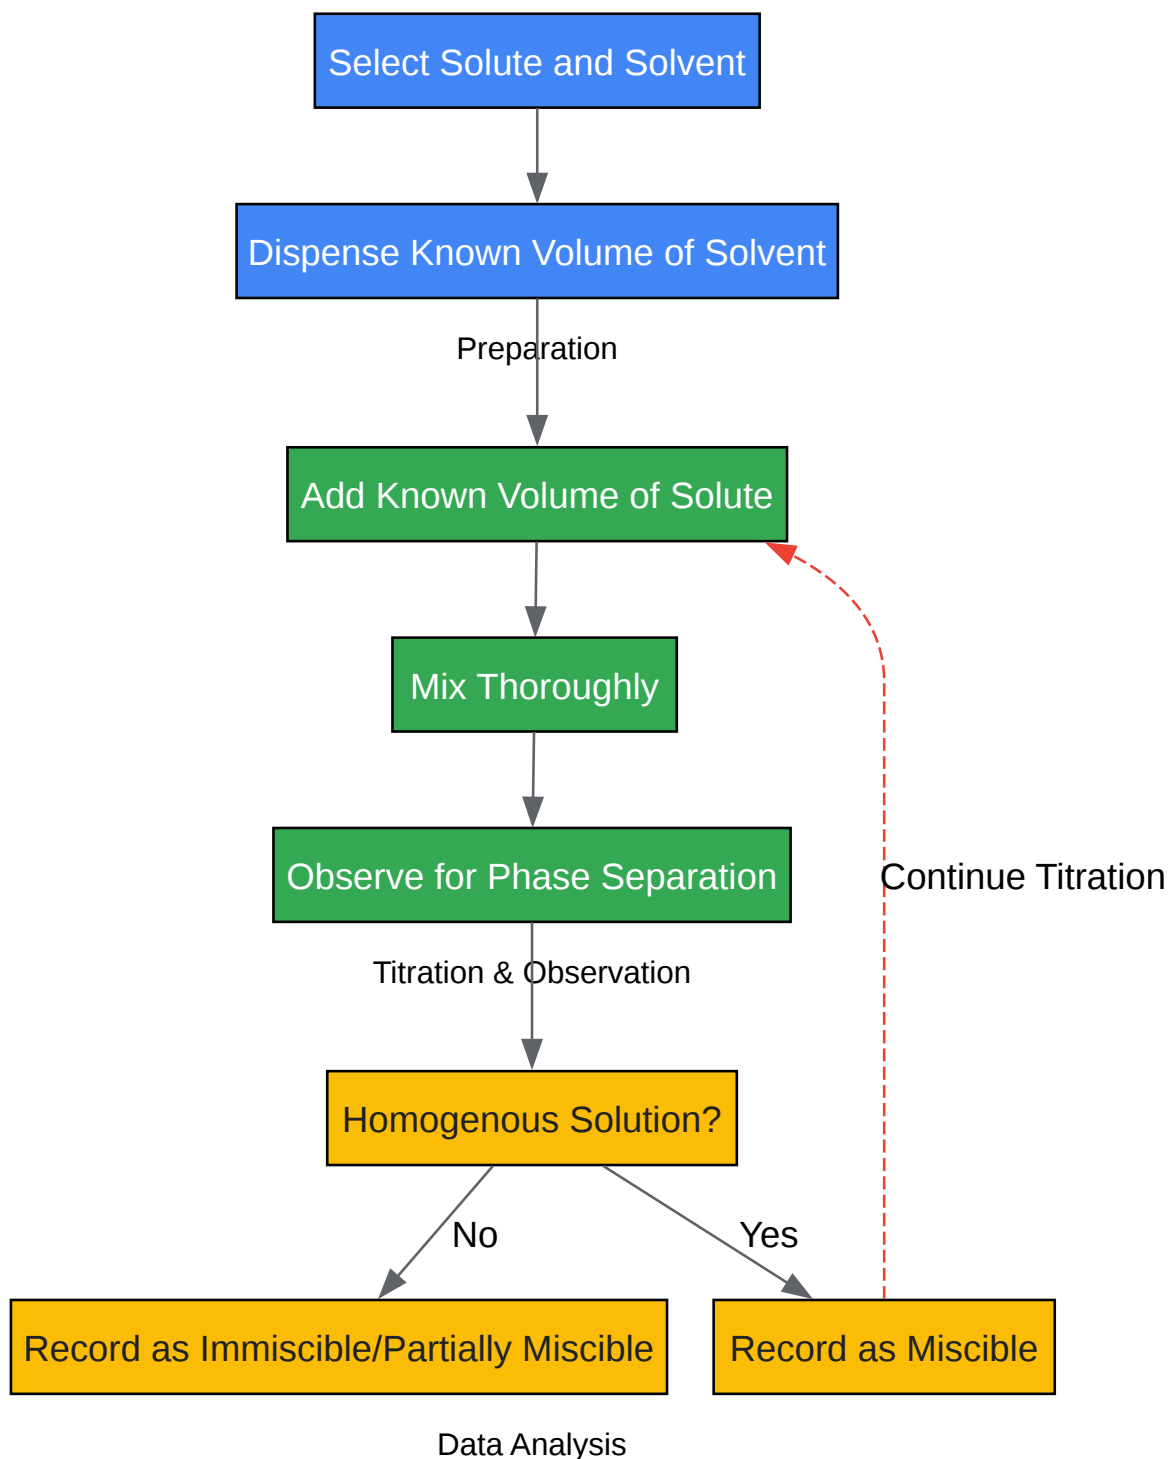 Select Solute and Solvent
Dispense Known Volume of Solvent
Preparation
Add Known Volume of Solute
Mix Thoroughly
Observe for Phase Separation
Continue Titration
Titration & Observation
Homogenous Solution?
No
Yes
Record as Immiscible/Partially Miscible
Record as Miscible
Data Analysis